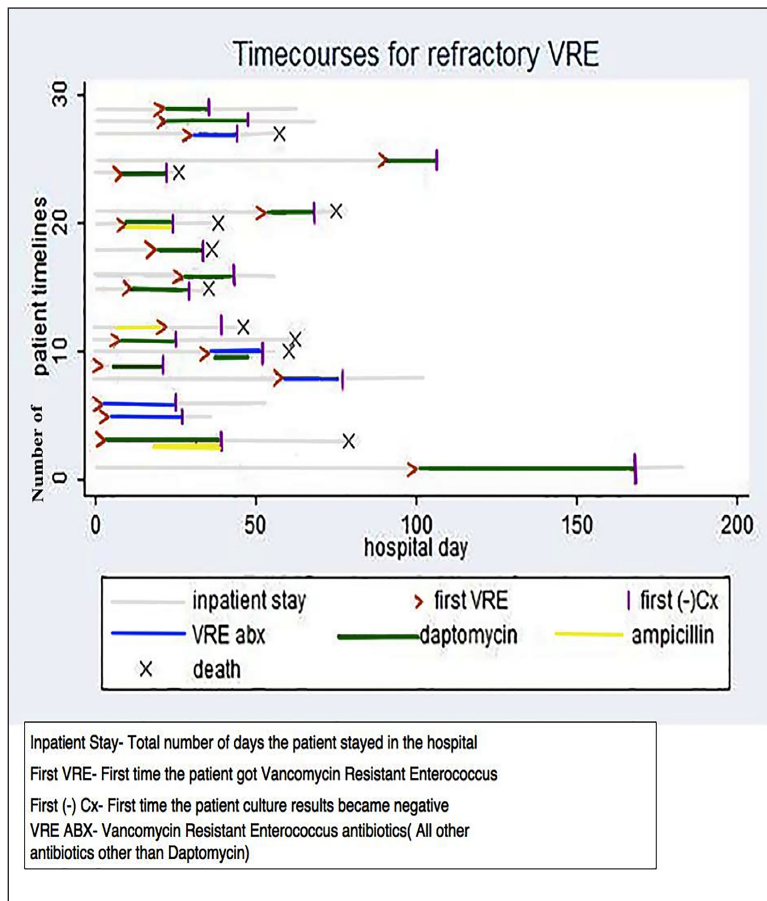 Timecourses for refractory VRE
30
20
10
0
Number of patient timelines
0 50 100 150 200
hospital day
inpatient stay first VRE first (-)Cx
VRE abx daptomycin ampicillin
death
Inpatient Stay- Total number of days the patient stayed in the hospital
First VRE- First time the patient got Vancomycin Resistant Enterococcus
First (-) Cx- First time the patient culture results became negative
VRE ABX- Vancomycin Resistant Enterococcus antibiotics( All other
antibiotics other than Daptomycin)